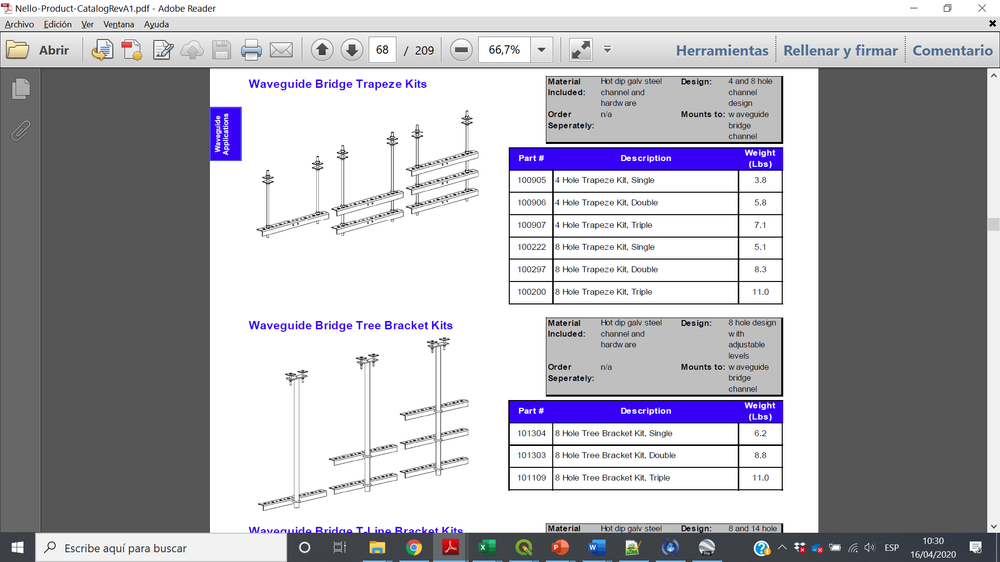 Nello-Product-CatalogRevA1.pdf - Adobe Reader
Archivo Edición Ver Ventana Ayuda
Abrir 68 / 209 66,7% Herramientas Rellenar y firmar Comentario
Waveguide Applications
Waveguide Bridge Trapeze Kits
Material Included: Hot dip galv steel channel and hardware Design: 4 and 8 hole channel design
Order Seperately: n/a Mounts to: waveguide bridge channel
Part # Description Weight (Lbs)
100905 4 Hole Trapeze Kit, Single 3.8
100906 4 Hole Trapeze Kit, Double 5.8
100907 4 Hole Trapeze Kit, Triple 7.1
100222 8 Hole Trapeze Kit, Single 5.1
100297 8 Hole Trapeze Kit, Double 8.3
100200 8 Hole Trapeze Kit, Triple 11.0
Waveguide Bridge Tree Bracket Kits
Material Included: Hot dip galv steel channel and hardware Design: 8 hole design with adjustable levels
Order Seperately: n/a Mounts to: waveguide bridge channel
Part # Description Weight (Lbs)
101304 8 Hole Tree Bracket Kit, Single 6.2
101303 8 Hole Tree Bracket Kit, Double 8.8
101109 8 Hole Tree Bracket Kit, Triple 11.0
Waveguide Bridge T-Line Bracket Kits
Material Hot dip galv steel Design: 8 and 14 hole
Escribe aquí para buscar
ESP
10:30
16/04/2020
Pro